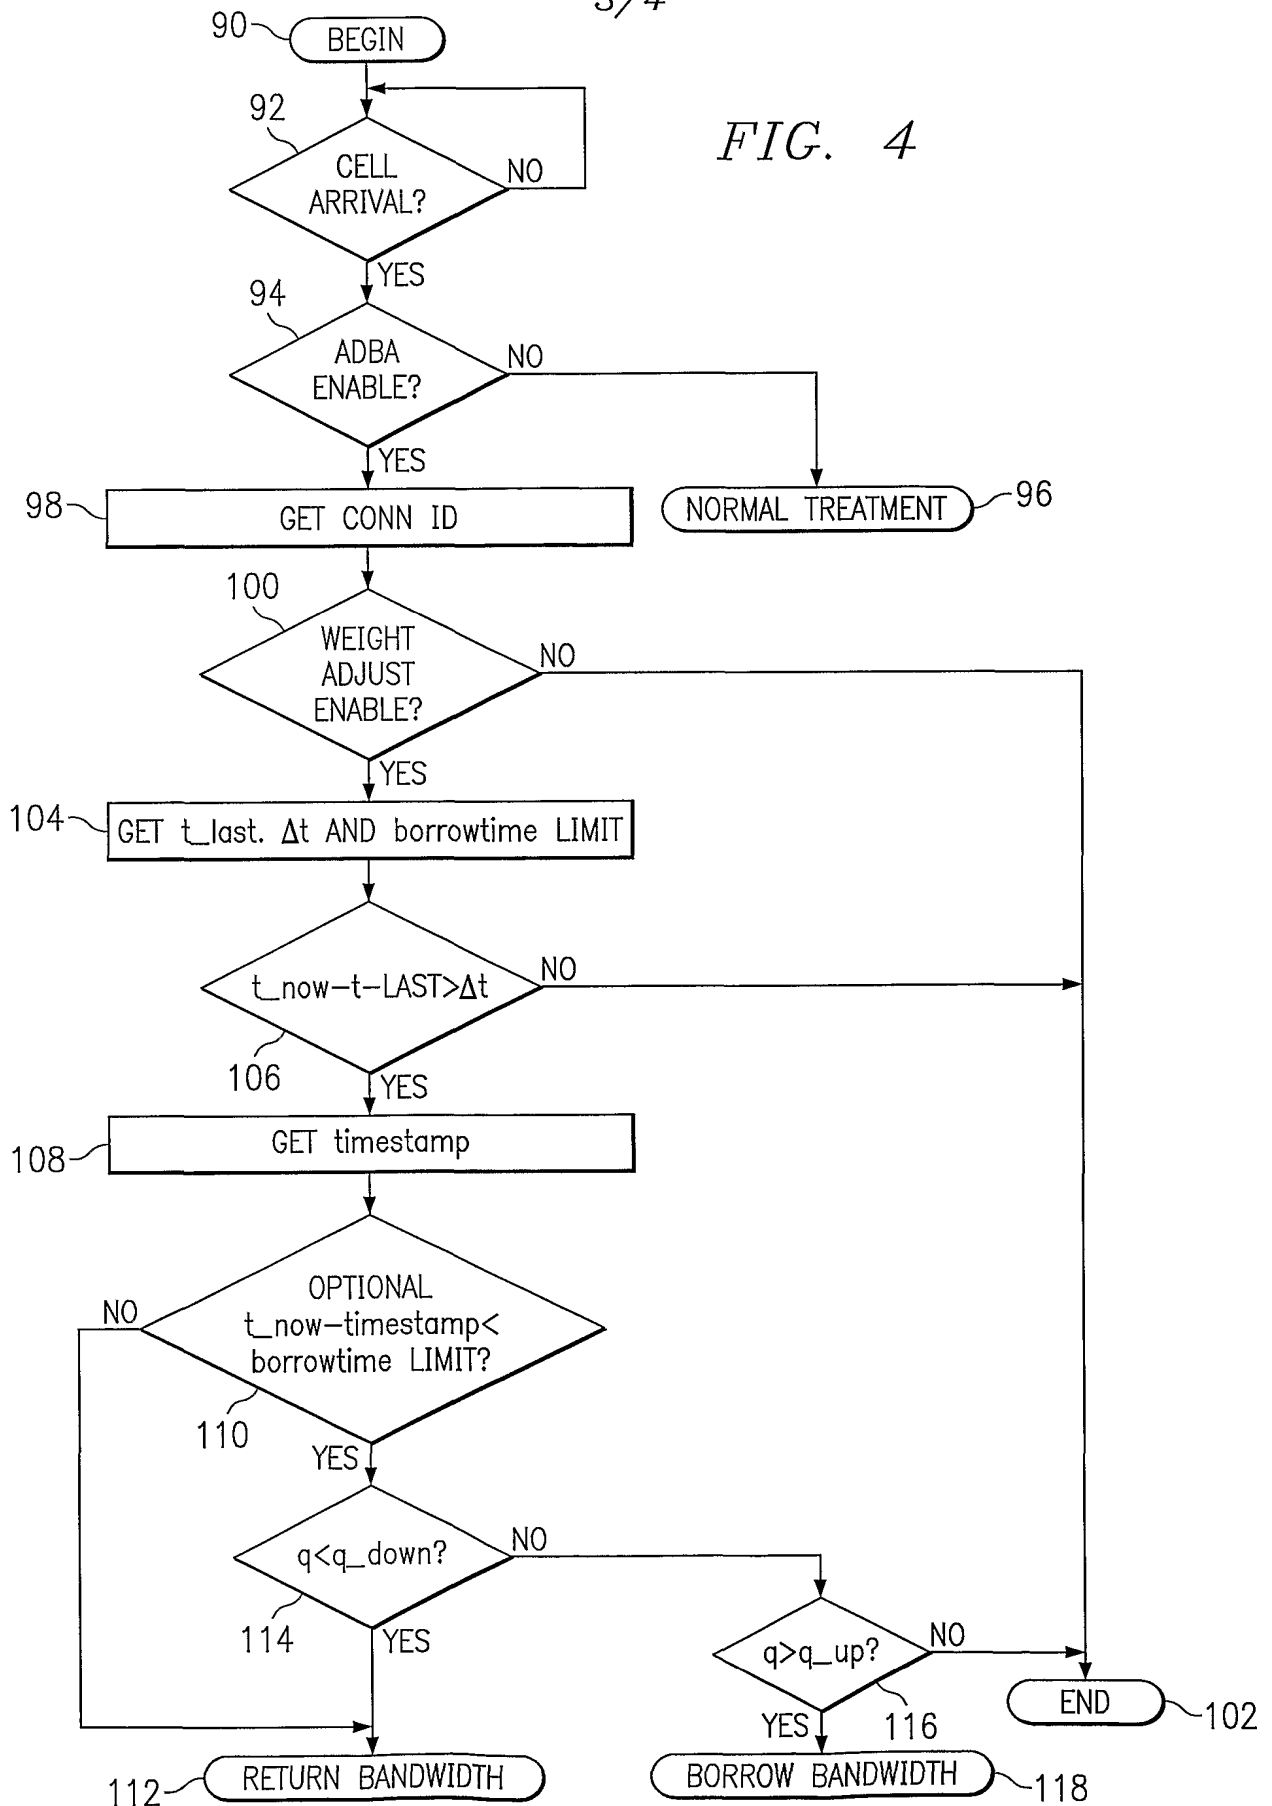 3/4
90
BEGIN
92
FIG. 4
CELL
ARRIVAL?
NO
YES
94
ADBA
ENABLE?
NO
YES
98
GET CONN ID
NORMAL TREATMENT
96
100
WEIGHT
ADJUST
ENABLE?
NO
YES
104
GET t_last. Δt AND borrowtime LIMIT
t_now-t-LAST>Δt
NO
106
YES
108
GET timestamp
OPTIONAL
t_now-timestamp<
borrowtime LIMIT?
NO
110
YES
q<q_down?
NO
114
YES
q>q_up?
NO
116
YES
END
102
112
RETURN BANDWIDTH
BORROW BANDWIDTH
118